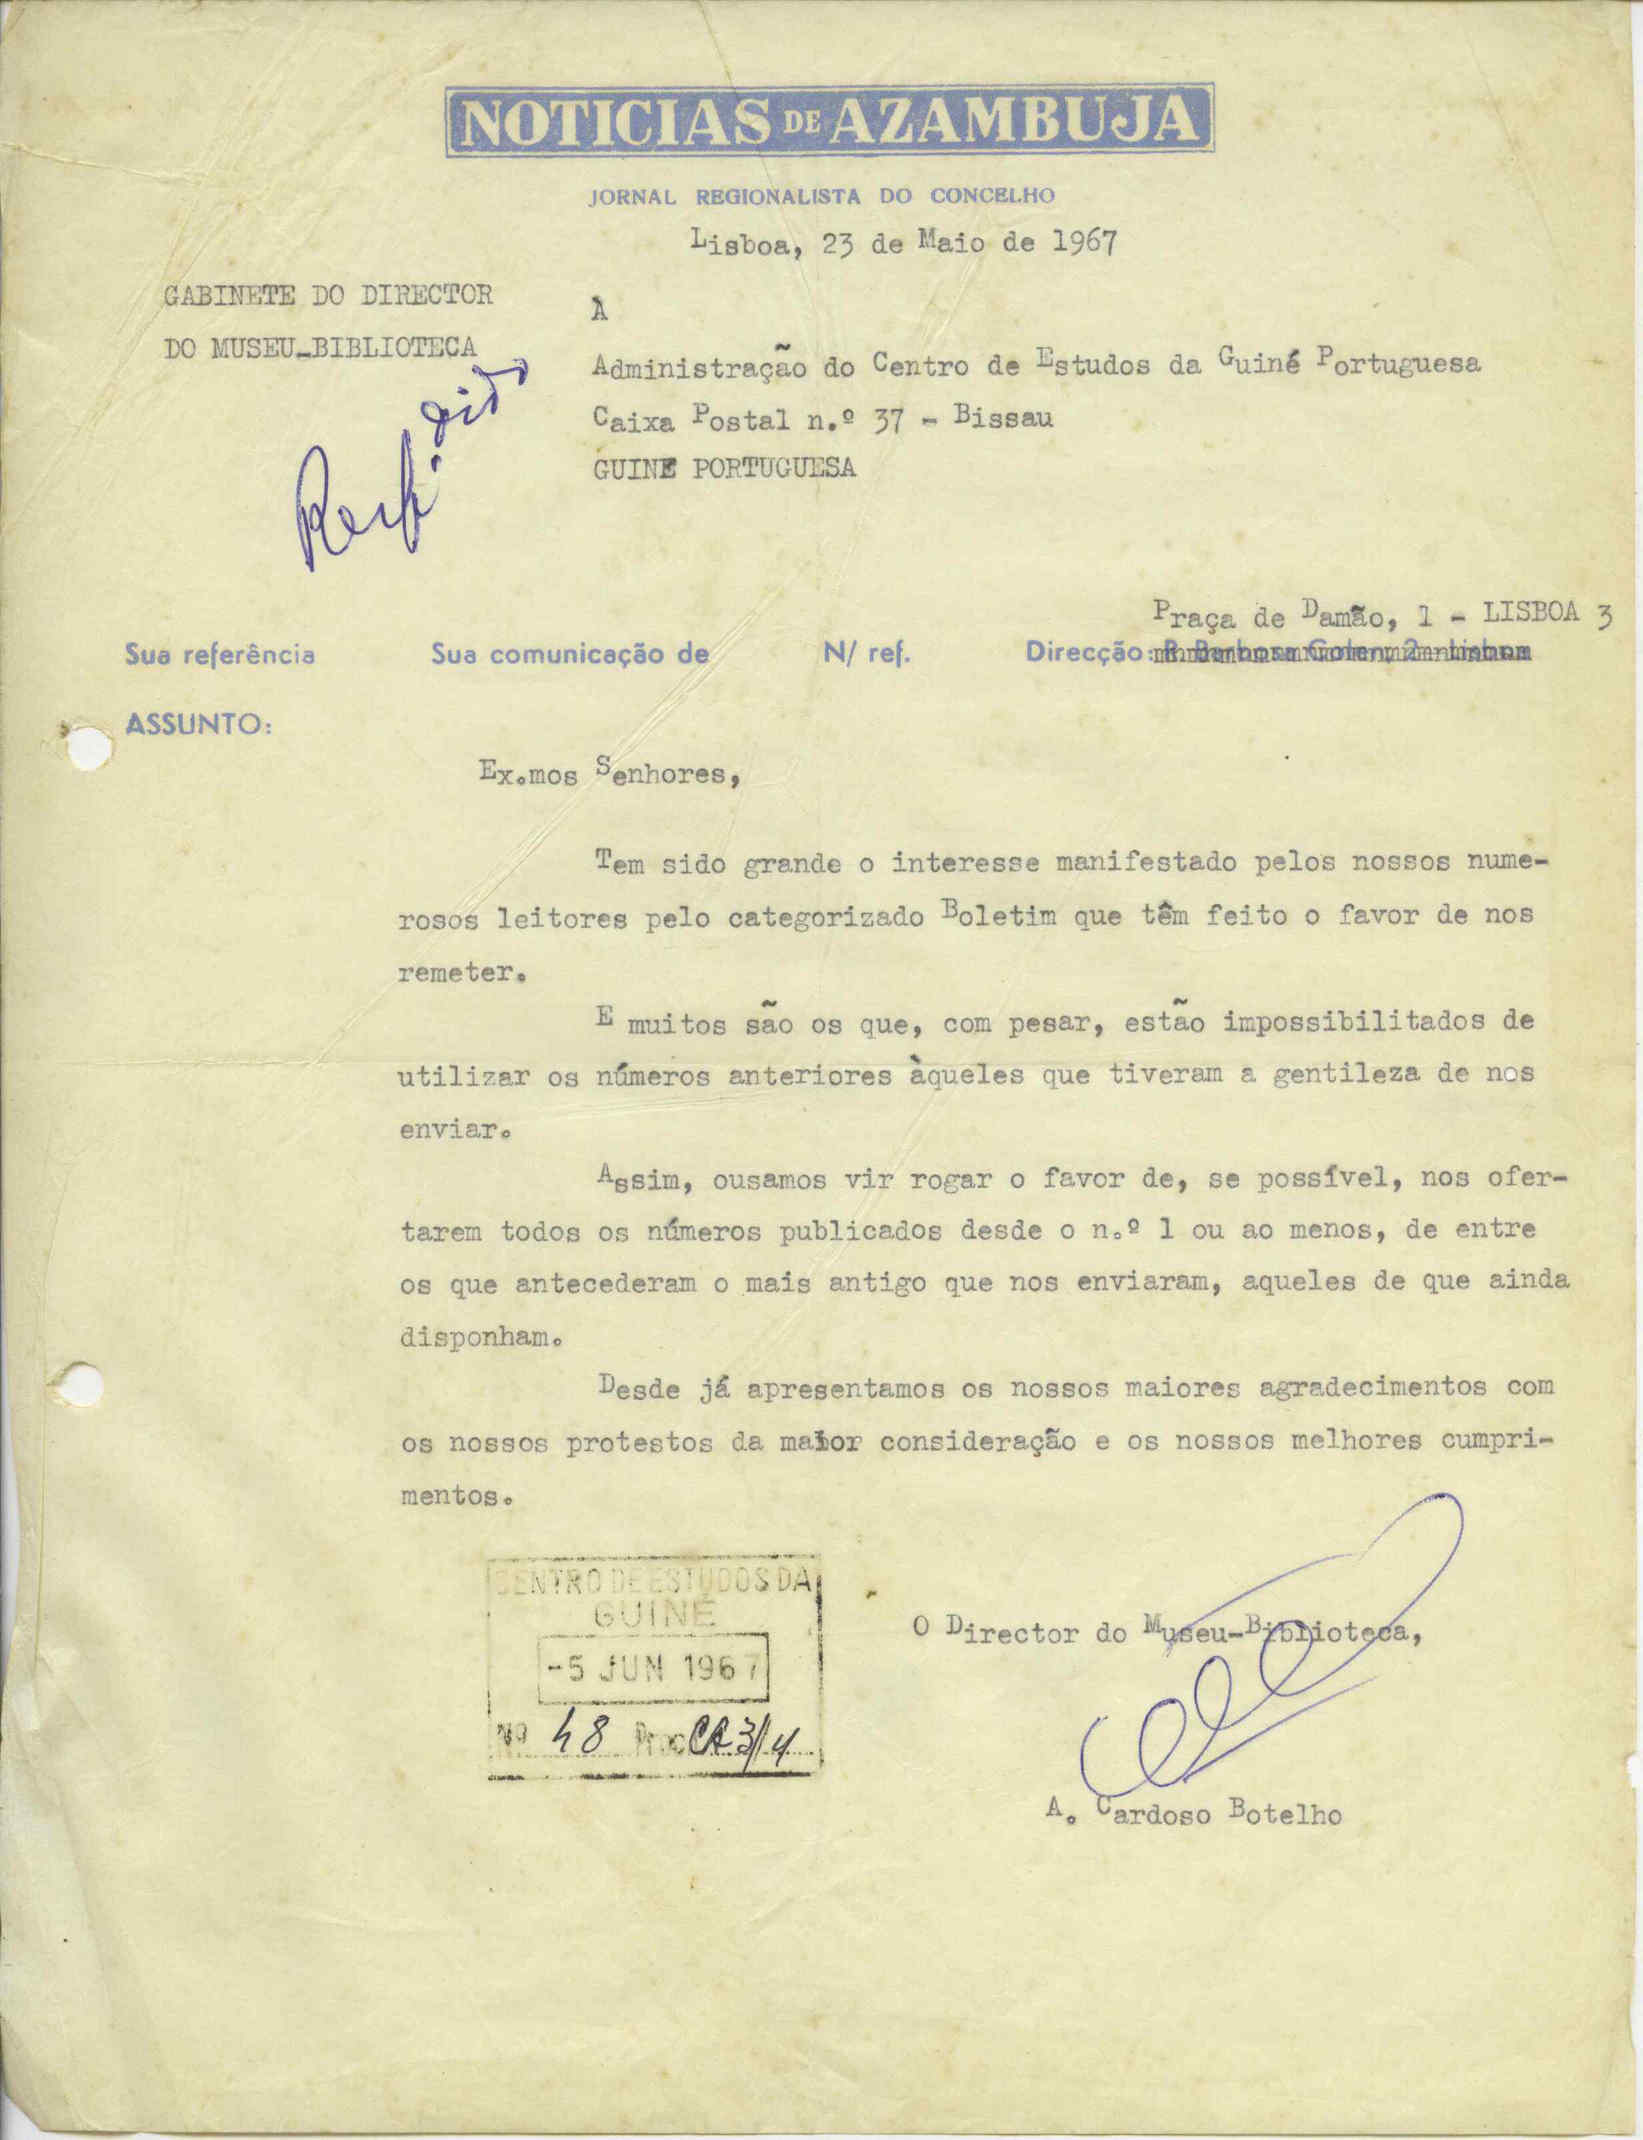 NOTICIAS DE AZAMBUJA
JORNAL REGIONALISTA DO CONCELHO
Lisboa, 23 de Maio de 1967
GABINETE DO DIRECTOR
DO MUSEU-BIBLIOTECA
À
Administração do Centro de Estudos da Guiné Portuguesa
Caixa Postal n.º 37 - Bissau
GUINÉ PORTUGUESA
Praça de Damão, 1 - LISBOA 3
Sua referência Sua comunicação de N/ ref. Direcção:
ASSUNTO:
Ex.mos Senhores,
Tem sido grande o interesse manifestado pelos nossos nume-
rosos leitores pelo categorizado Boletim que têm feito o favor de nos
remeter.
E muitos são os que, com pesar, estão impossibilitados de
utilizar os números anteriores àqueles que tiveram a gentileza de nos
enviar.
Assim, ousamos vir rogar o favor de, se possível, nos ofer-
tarem todos os números publicados desde o n.º 1 ou ao menos, de entre
os que antecederam o mais antigo que nos enviaram, aqueles de que ainda
disponham.
Desde já apresentamos os nossos maiores agradecimentos com
os nossos protestos da maior consideração e os nossos melhores cumpri-
mentos.
CENTRO DE ESTUDOS DA
GUINÉ
-5 JUN 1967
Nº 48 Proc CA 3/4
O Director do Museu-Biblioteca,
A. Cardoso Botelho